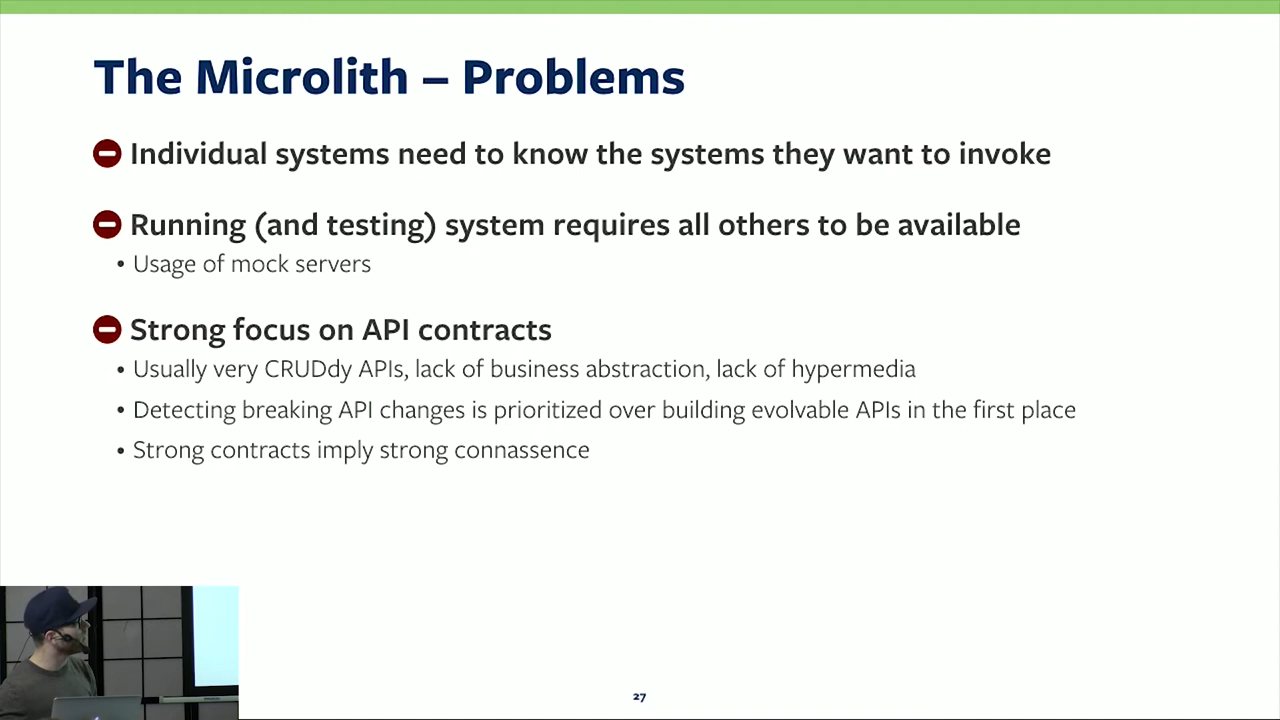 The Microlith – Problems
Individual systems need to know the systems they want to invoke
Running (and testing) system requires all others to be available
• Usage of mock servers
Strong focus on API contracts
• Usually very CRUDdy APIs, lack of business abstraction, lack of hypermedia
• Detecting breaking API changes is prioritized over building evolvable APIs in the first place
• Strong contracts imply strong connassence
27